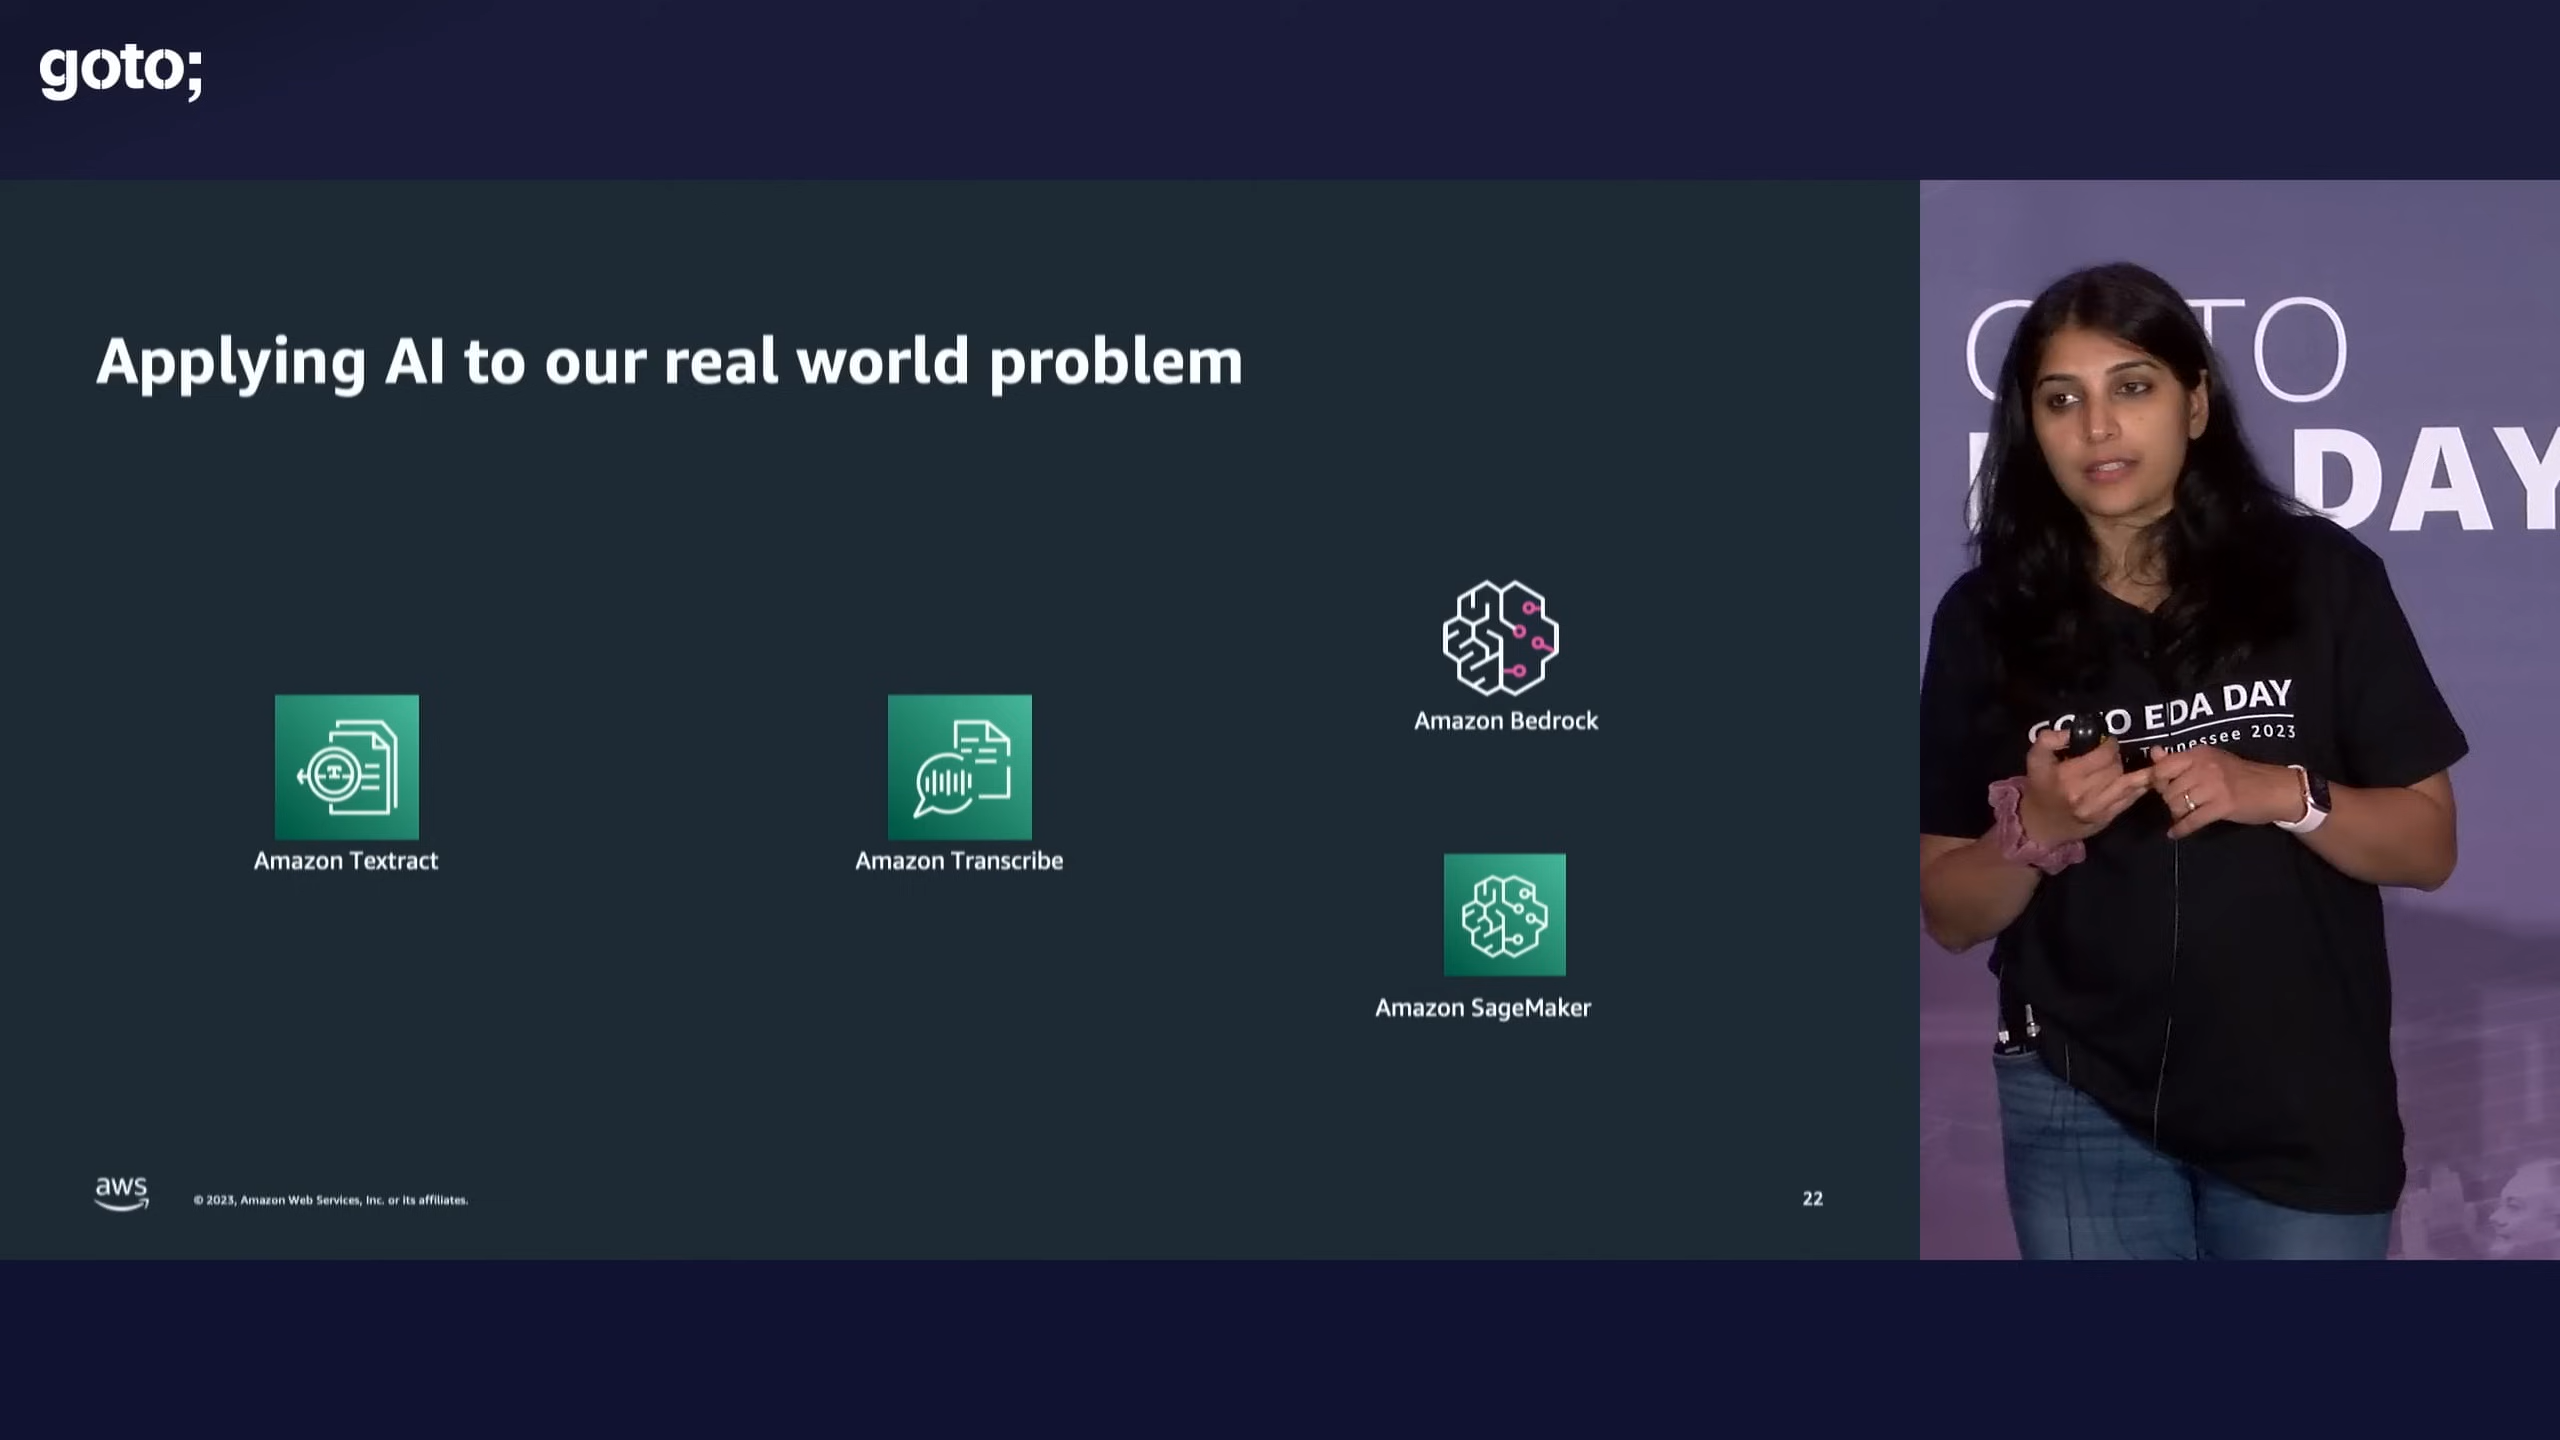 goto;
Applying AI to our real world problem
Amazon Bedrock
Amazon Textract
Amazon Transcribe
Amazon SageMaker
aws
© 2023, Amazon Web Services, Inc. or its affiliates.
22
TO
DAY
EDA DAY
2023